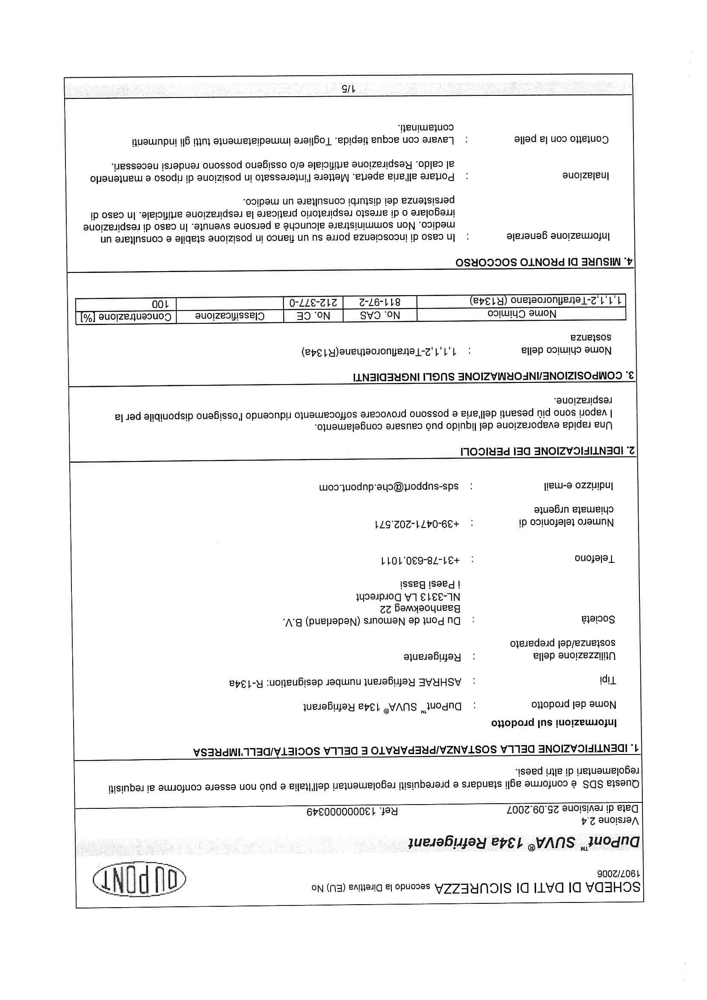 SCHEDA DI DATI DI SICUREZZA secondo la Direttiva (EU) No
1907/2006
DUPONT
DuPont™ SUVA® 134a Refrigerant
Versione 2.4
Data di revisione 25.09.2007 Ref. 130000000349
Questa SDS è conforme agli standars e prerequisiti regolamentari dell'Italia e può non essere conforme ai requisiti
regolamentari di altri paesi.
1. IDENTIFICAZIONE DELLA SOSTANZA/PREPARATO E DELLA SOCIETÀ/DELL'IMPRESA
Informazioni sul prodotto
Nome del prodotto : DuPont™ SUVA® 134a Refrigerant
Tipi : ASHRAE Refrigerant number designation: R-134a
Utilizzazione della : Refrigerante
sostanza/del preparato
Società : Du Pont de Nemours (Nederland) B.V.
Baanhoekweg 22
NL-3313 LA Dordrecht
i Paesi Bassi
Telefono : +31-78-630.1011
Numero telefonico di : +39-0471-202.571
chiamata urgente
Indirizzo e-mail : sds-support@che.dupont.com
2. IDENTIFICAZIONE DEI PERICOLI
Una rapida evaporazione del liquido può causare congelamento.
I vapori sono più pesanti dell'aria e possono provocare soffocamento riducendo l'ossigeno disponibile per la
respirazione.
3. COMPOSIZIONE/INFORMAZIONE SUGLI INGREDIENTI
Nome chimico della : 1,1,1,2-Tetrafluoroethane(R134a)
sostanza
Nome Chimico No. CAS No. CE Classificazione Concentrazione [%]
1,1,1,2-Tetrafluoroetano (R134a) 811-97-2 212-377-0 100
4. MISURE DI PRONTO SOCCORSO
Informazione generale : In caso di incoscienza porre su un fianco in posizione stabile e consultare un
medico. Non somministrare alcunchè a persone svenute. In caso di respirazione
irregolare o di arresto respiratorio praticare la respirazione artificiale. In caso di
persistenza dei disturbi consultare un medico.
Inalazione : Portare all'aria aperta. Mettere l'interessato in posizione di riposo e mantenerlo
al caldo. Respirazione artificiale e/o ossigeno possono rendersi necessari.
Contatto con la pelle : Lavare con acqua tiepida. Togliere immediatamente tutti gli indumenti
contaminati.
1/5